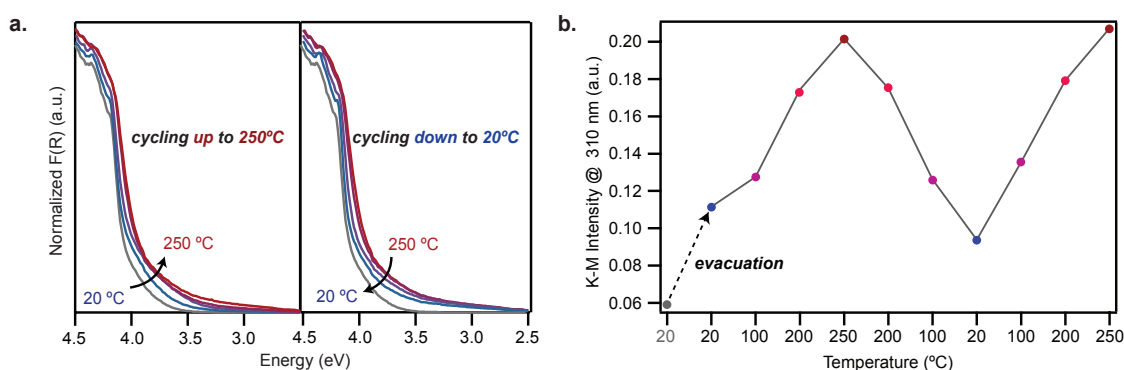 a.
Normalized F(R) (a.u.)
cycling up to 250ºC
250 ºC
20 ºC
4.5 4.0 3.5 3.0
cycling down to 20ºC
250 ºC
20 ºC
4.5 4.0 3.5 3.0 2.5
Energy (eV)
b.
K-M Intensity @ 310 nm (a.u.)
0.20
0.18
0.16
0.14
0.12
0.10
0.08
0.06
evacuation
20 20 100 200 250 200 100 20 100 200 250
Temperature (ºC)